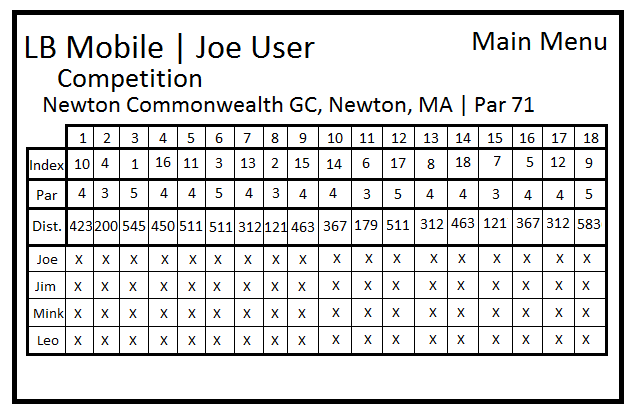 LB Mobile | Joe User Main Menu
Competition
Newton Commonwealth GC, Newton, MA | Par 71
1 2 3 4 5 6 7 8 9 10 11 12 13 14 15 16 17 18
Index 10 4 1 16 11 3 13 2 15 14 6 17 8 18 7 5 12 9
Par 4 3 5 4 4 5 4 3 4 4 3 5 4 4 3 4 4 5
Dist. 423 200 545 450 511 511 312 121 463 367 179 511 312 463 121 367 312 583
Joe X X X X X X X X X X X X X X X X X X
Jim X X X X X X X X X X X X X X X X X X
Mink X X X X X X X X X X X X X X X X X X
Leo X X X X X X X X X X X X X X X X X X